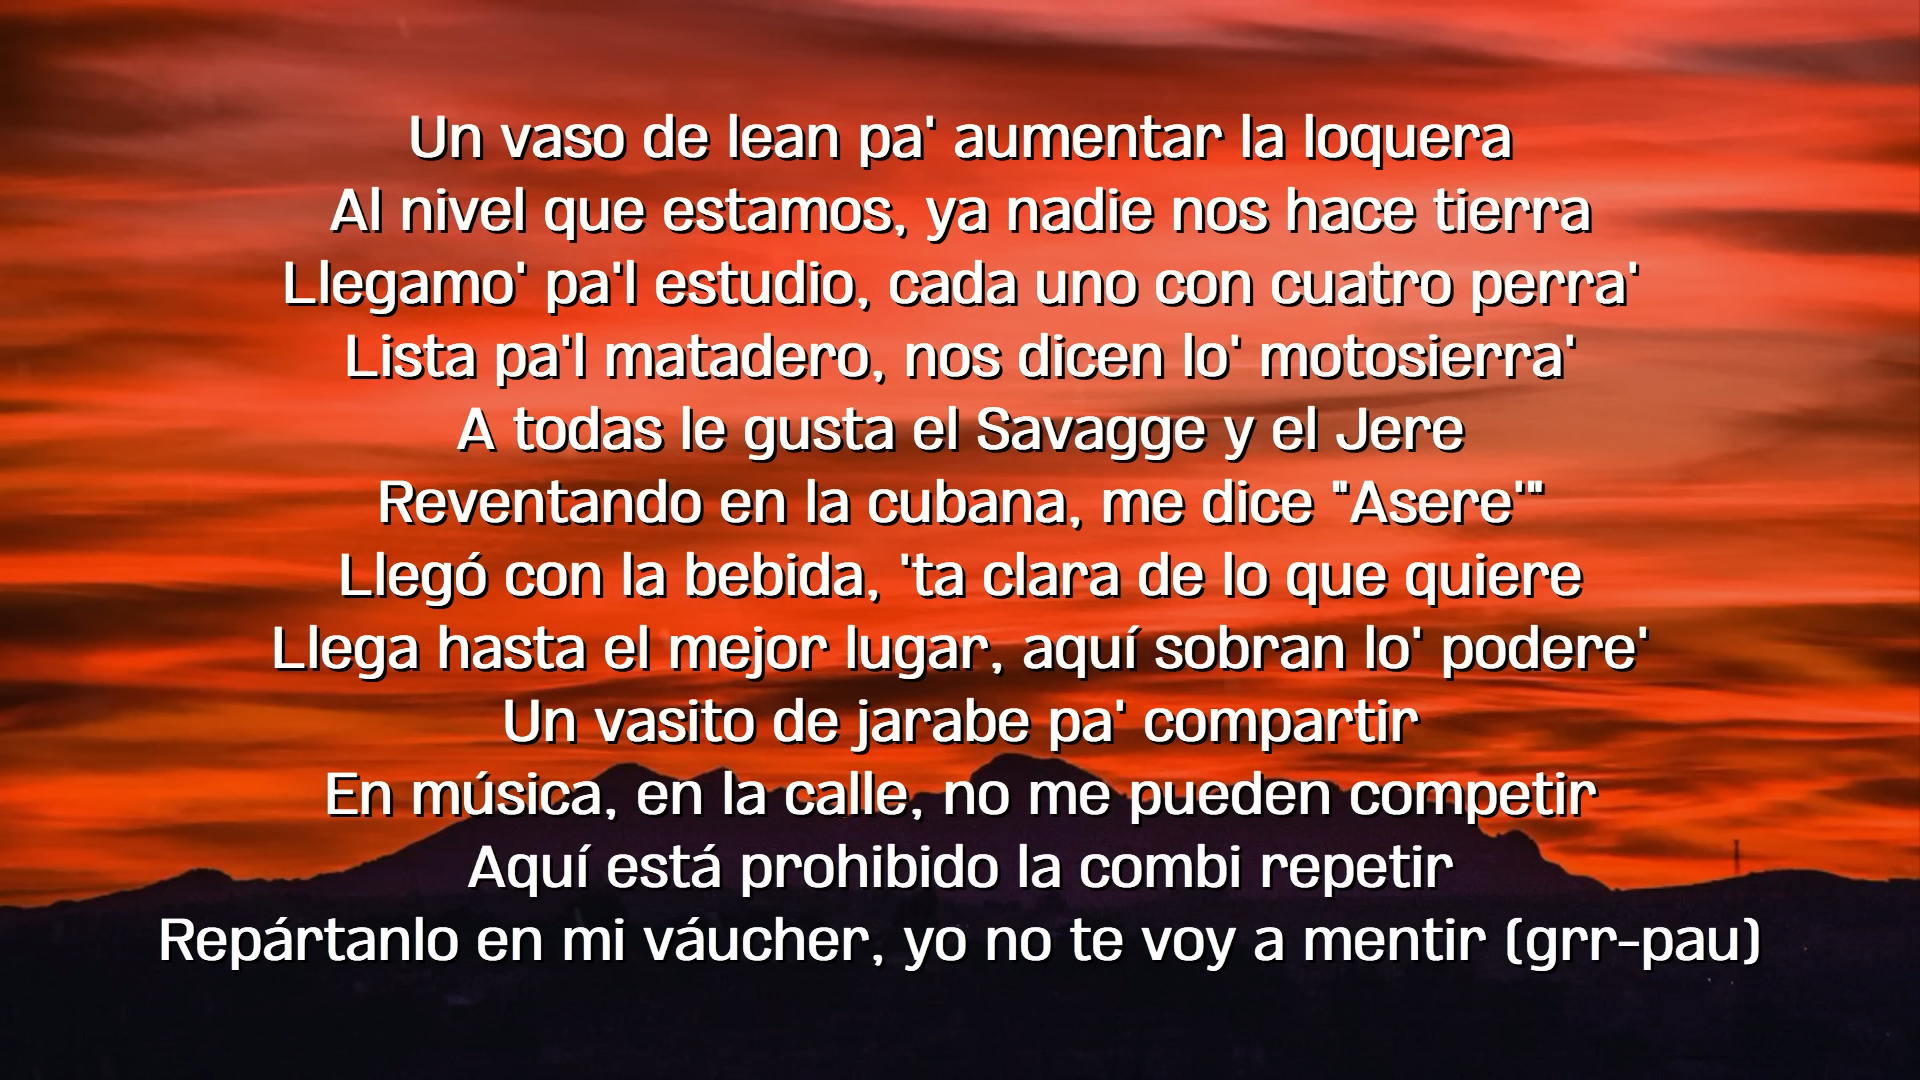 Un vaso de lean pa' aumentar la loquera
Al nivel que estamos, ya nadie nos hace tierra
Llegamo' pa'l estudio, cada uno con cuatro perra'
Lista pa'l matadero, nos dicen lo' motosierra'
A todas le gusta el Savagge y el Jere
Reventando en la cubana, me dice "Asere'"
Llegó con la bebida, 'ta clara de lo que quiere
Llega hasta el mejor lugar, aquí sobran lo' podere'
Un vasito de jarabe pa' compartir
En música, en la calle, no me pueden competir
Aquí está prohibido la combi repetir
Repártanlo en mi váucher, yo no te voy a mentir (grr-pau)